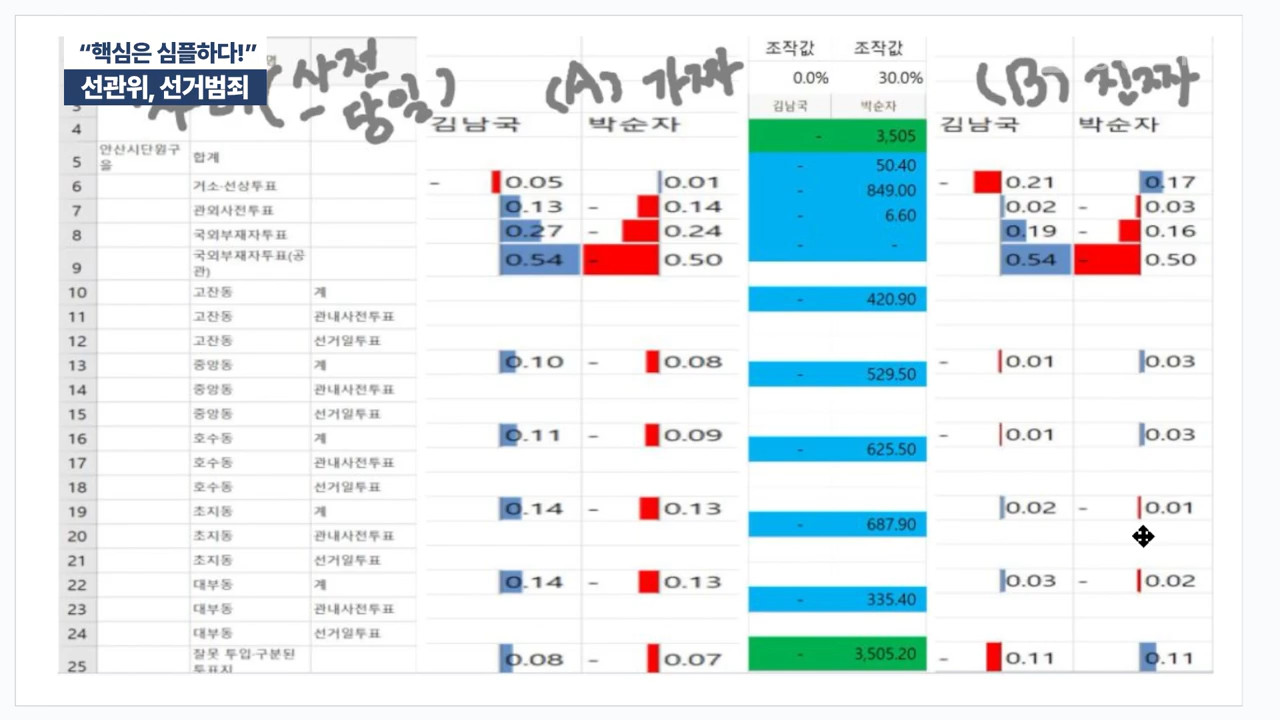 “핵심은 심플하다!”
선관위, 선거범죄
명
(사전
- 당일)
(A) 가짜
조작값 조작값
0.0% 30.0%
김남국 박순자
(B) 진짜
3
4 김남국 박순자 - 3,505 김남국 박순자
5 안산시단원구을 합계 - 50.40
6 거소·선상투표 - 0.05 0.01 - 849.00 - 0.21 0.17
7 관외사전투표 0.13 - 0.14 - 6.60 0.02 - 0.03
8 국외부재자투표 0.27 - 0.24 - - 0.19 - 0.16
9 국외부재자투표(공관) 0.54 - 0.50 0.54 - 0.50
10 고잔동 계 - 420.90
11 고잔동 관내사전투표
12 고잔동 선거일투표
13 중앙동 계 0.10 - 0.08 - 529.50 - 0.01 0.03
14 중앙동 관내사전투표
15 중앙동 선거일투표
16 호수동 계 0.11 - 0.09 - 625.50 - 0.01 0.03
17 호수동 관내사전투표
18 호수동 선거일투표
19 초지동 계 0.14 - 0.13 - 687.90 0.02 - 0.01
20 초지동 관내사전투표
21 초지동 선거일투표
22 대부동 계 0.14 - 0.13 - 335.40 0.03 - 0.02
23 대부동 관내사전투표
24 대부동 선거일투표
25 잘못 투입·구분된 투표지 0.08 - 0.07 - 3,505.20 - 0.11 0.11